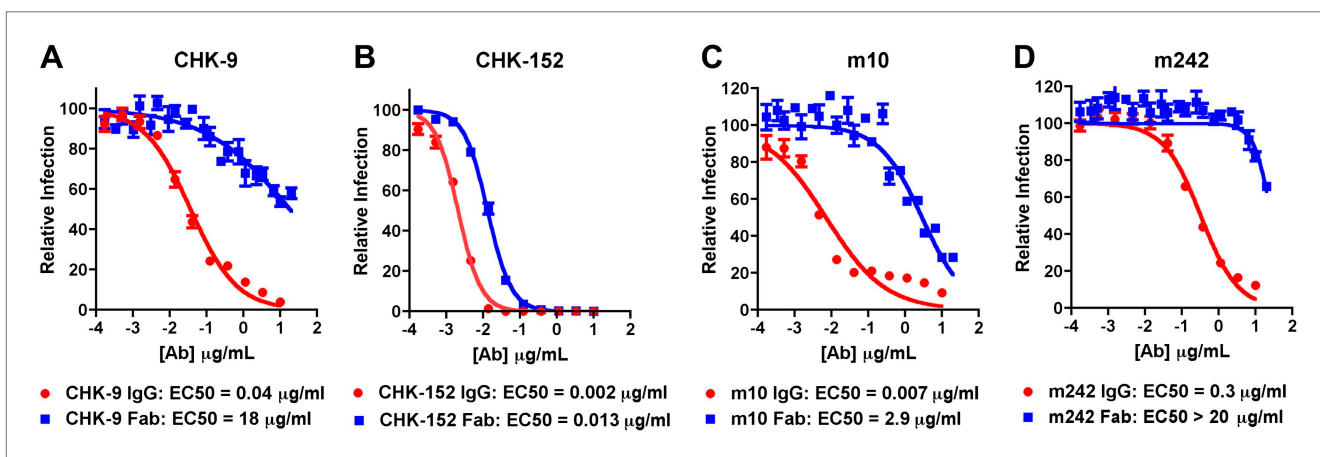 A
CHK-9
Relative Infection
100
80
60
40
20
0
-4 -3 -2 -1 0 1 2
[Ab] μg/mL
CHK-9 IgG: EC50 = 0.04 μg/ml
CHK-9 Fab: EC50 = 18 μg/ml
B
CHK-152
Relative Infection
100
80
60
40
20
0
-4 -3 -2 -1 0 1 2
[Ab] μg/mL
CHK-152 IgG: EC50 = 0.002 μg/ml
CHK-152 Fab: EC50 = 0.013 μg/ml
C
m10
Relative Infection
120
100
80
60
40
20
0
-4 -3 -2 -1 0 1 2
[Ab] μg/mL
m10 IgG: EC50 = 0.007 μg/ml
m10 Fab: EC50 = 2.9 μg/ml
D
m242
Relative Infection
120
100
80
60
40
20
0
-4 -3 -2 -1 0 1 2
[Ab] μg/mL
m242 IgG: EC50 = 0.3 μg/ml
m242 Fab: EC50 > 20 μg/ml